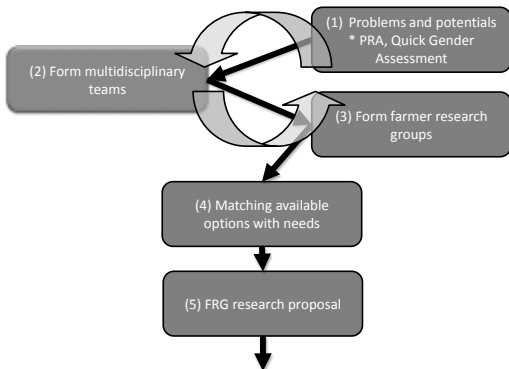 (1) Problems and potentials
* PRA, Quick Gender
Assessment
(2) Form multidisciplinary
teams
(3) Form farmer research
groups
(4) Matching available
options with needs
(5) FRG research proposal